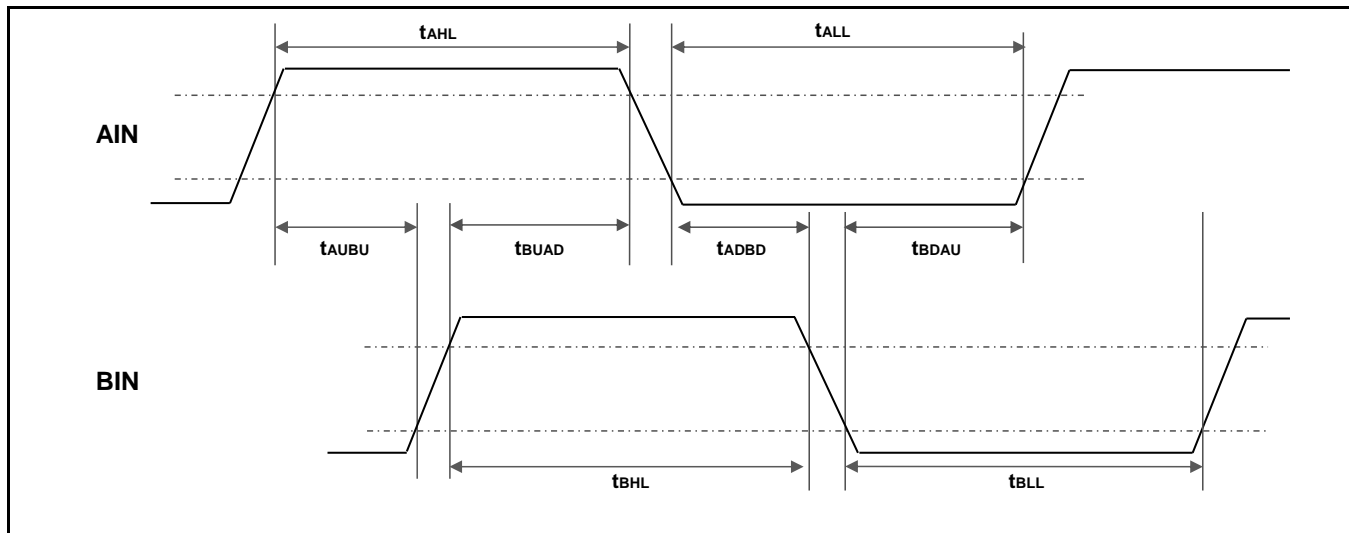 tAHL
tALL
AIN
tAUBU
tBUAD
tADBD
tBDAU
BIN
tBHL
tBLL